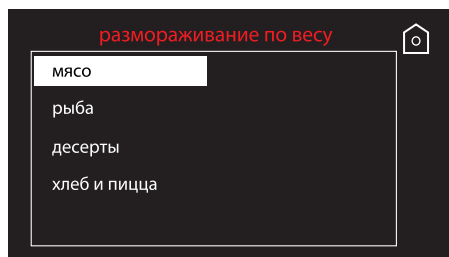 размораживание по весу
мясо
рыба
десерты
хлеб и пицца